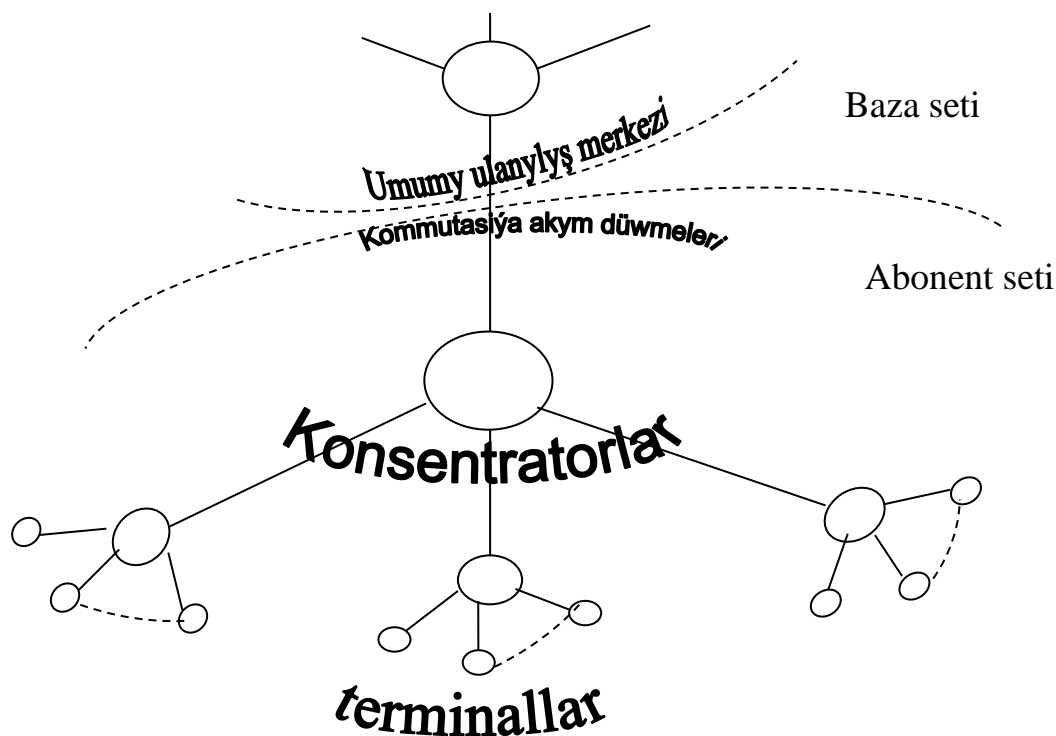 Baza seti
Umumy ulanylyş merkezi
Kommutasiýa akym düwmeleri
Abonent seti
Konsentratorlar
terminallar